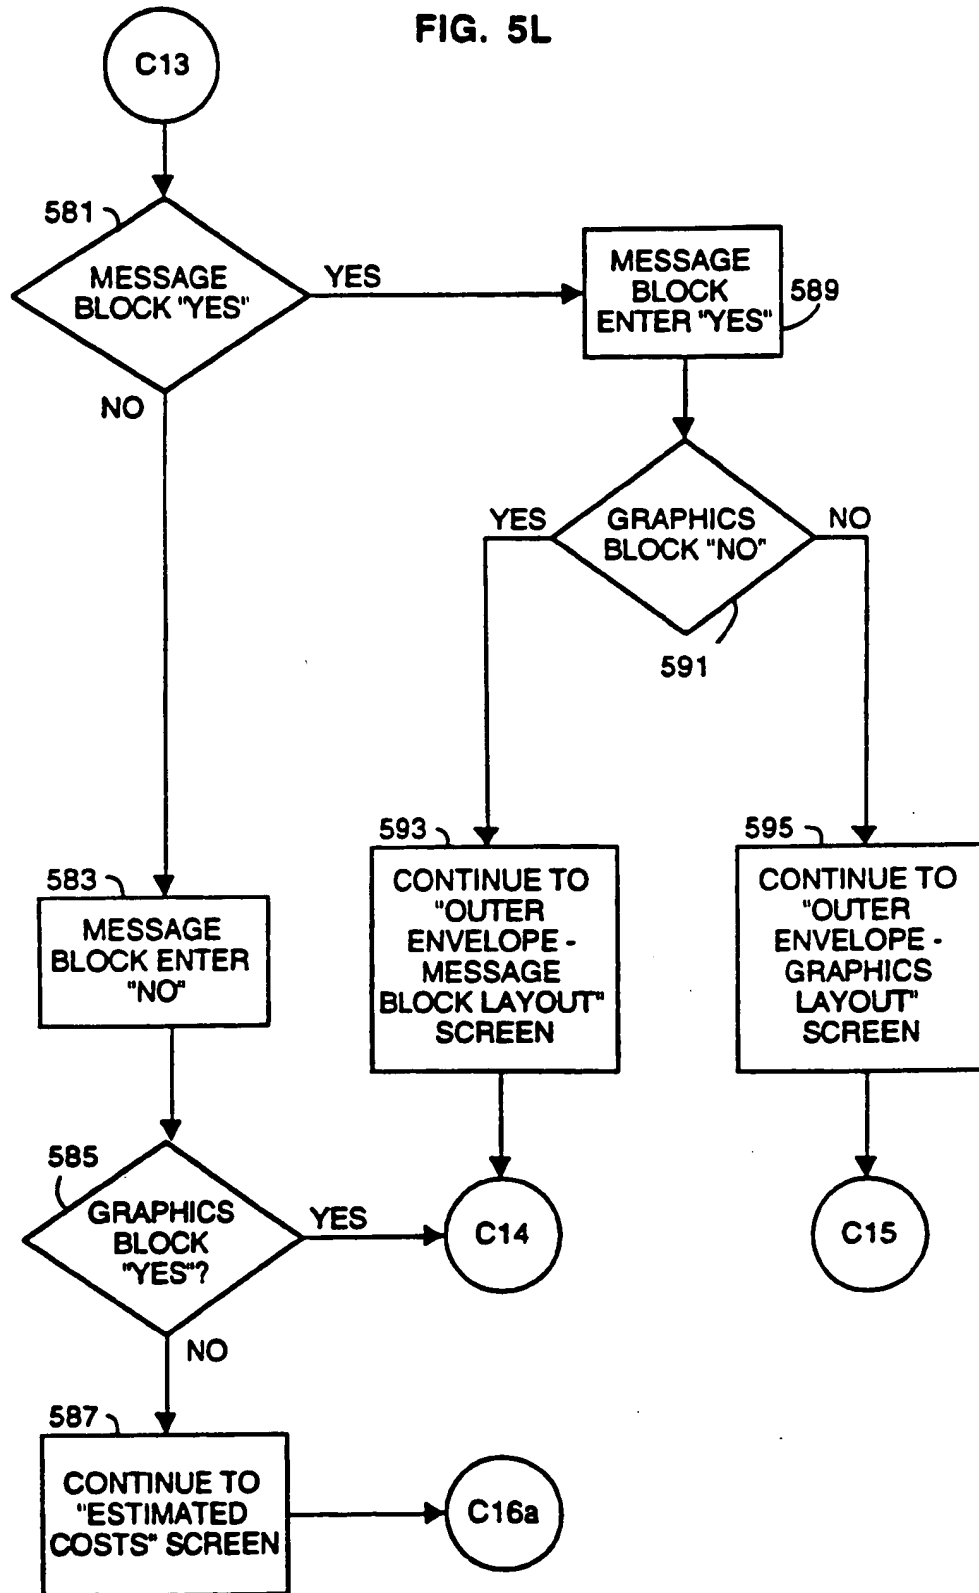 FIG. 5L
C13
581
MESSAGE
BLOCK "YES"
YES
NO
MESSAGE
BLOCK
ENTER "YES"
589
GRAPHICS
BLOCK "NO"
YES
NO
591
593
CONTINUE TO
"OUTER
ENVELOPE -
MESSAGE
BLOCK LAYOUT"
SCREEN
595
CONTINUE TO
"OUTER
ENVELOPE -
GRAPHICS
LAYOUT"
SCREEN
583
MESSAGE
BLOCK ENTER
"NO"
585
GRAPHICS
BLOCK
"YES"?
YES
NO
C14
C15
587
CONTINUE TO
"ESTIMATED
COSTS" SCREEN
C16a